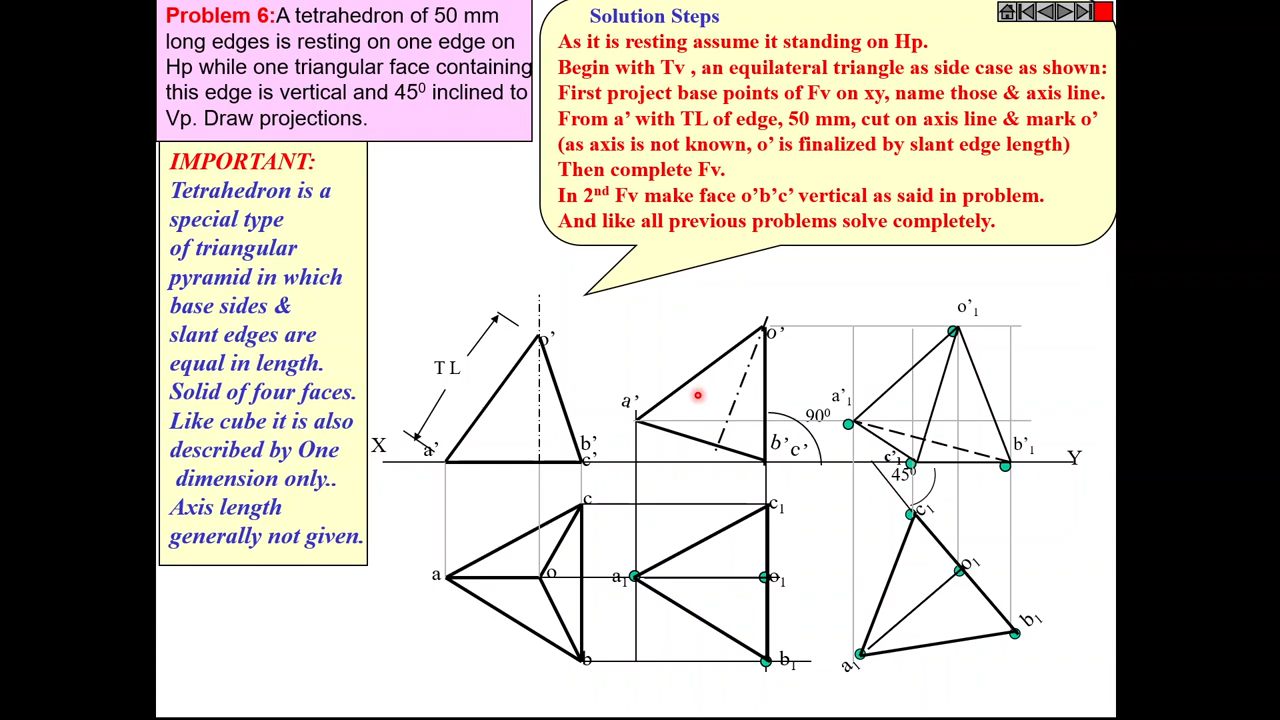 Problem 6:A tetrahedron of 50 mm
long edges is resting on one edge on
Hp while one triangular face containing
this edge is vertical and 45⁰ inclined to
Vp. Draw projections.
IMPORTANT:
Tetrahedron is a
special type
of triangular
pyramid in which
base sides &
slant edges are
equal in length.
Solid of four faces.
Like cube it is also
described by One
dimension only..
Axis length
generally not given.
Solution Steps
As it is resting assume it standing on Hp.
Begin with Tv , an equilateral triangle as side case as shown:
First project base points of Fv on xy, name those & axis line.
From a’ with TL of edge, 50 mm, cut on axis line & mark o’
(as axis is not known, o’ is finalized by slant edge length)
Then complete Fv.
In 2nd Fv make face o’b’c’ vertical as said in problem.
And like all previous problems solve completely.
T L
o’
a’
b’
c’
X
Y
a
b
c
o
a’
o’
b’ c’
90⁰
a1
b1
c1
o1
o’1
a’1
b’1
c’1
45⁰
c1
o1
b1
a1